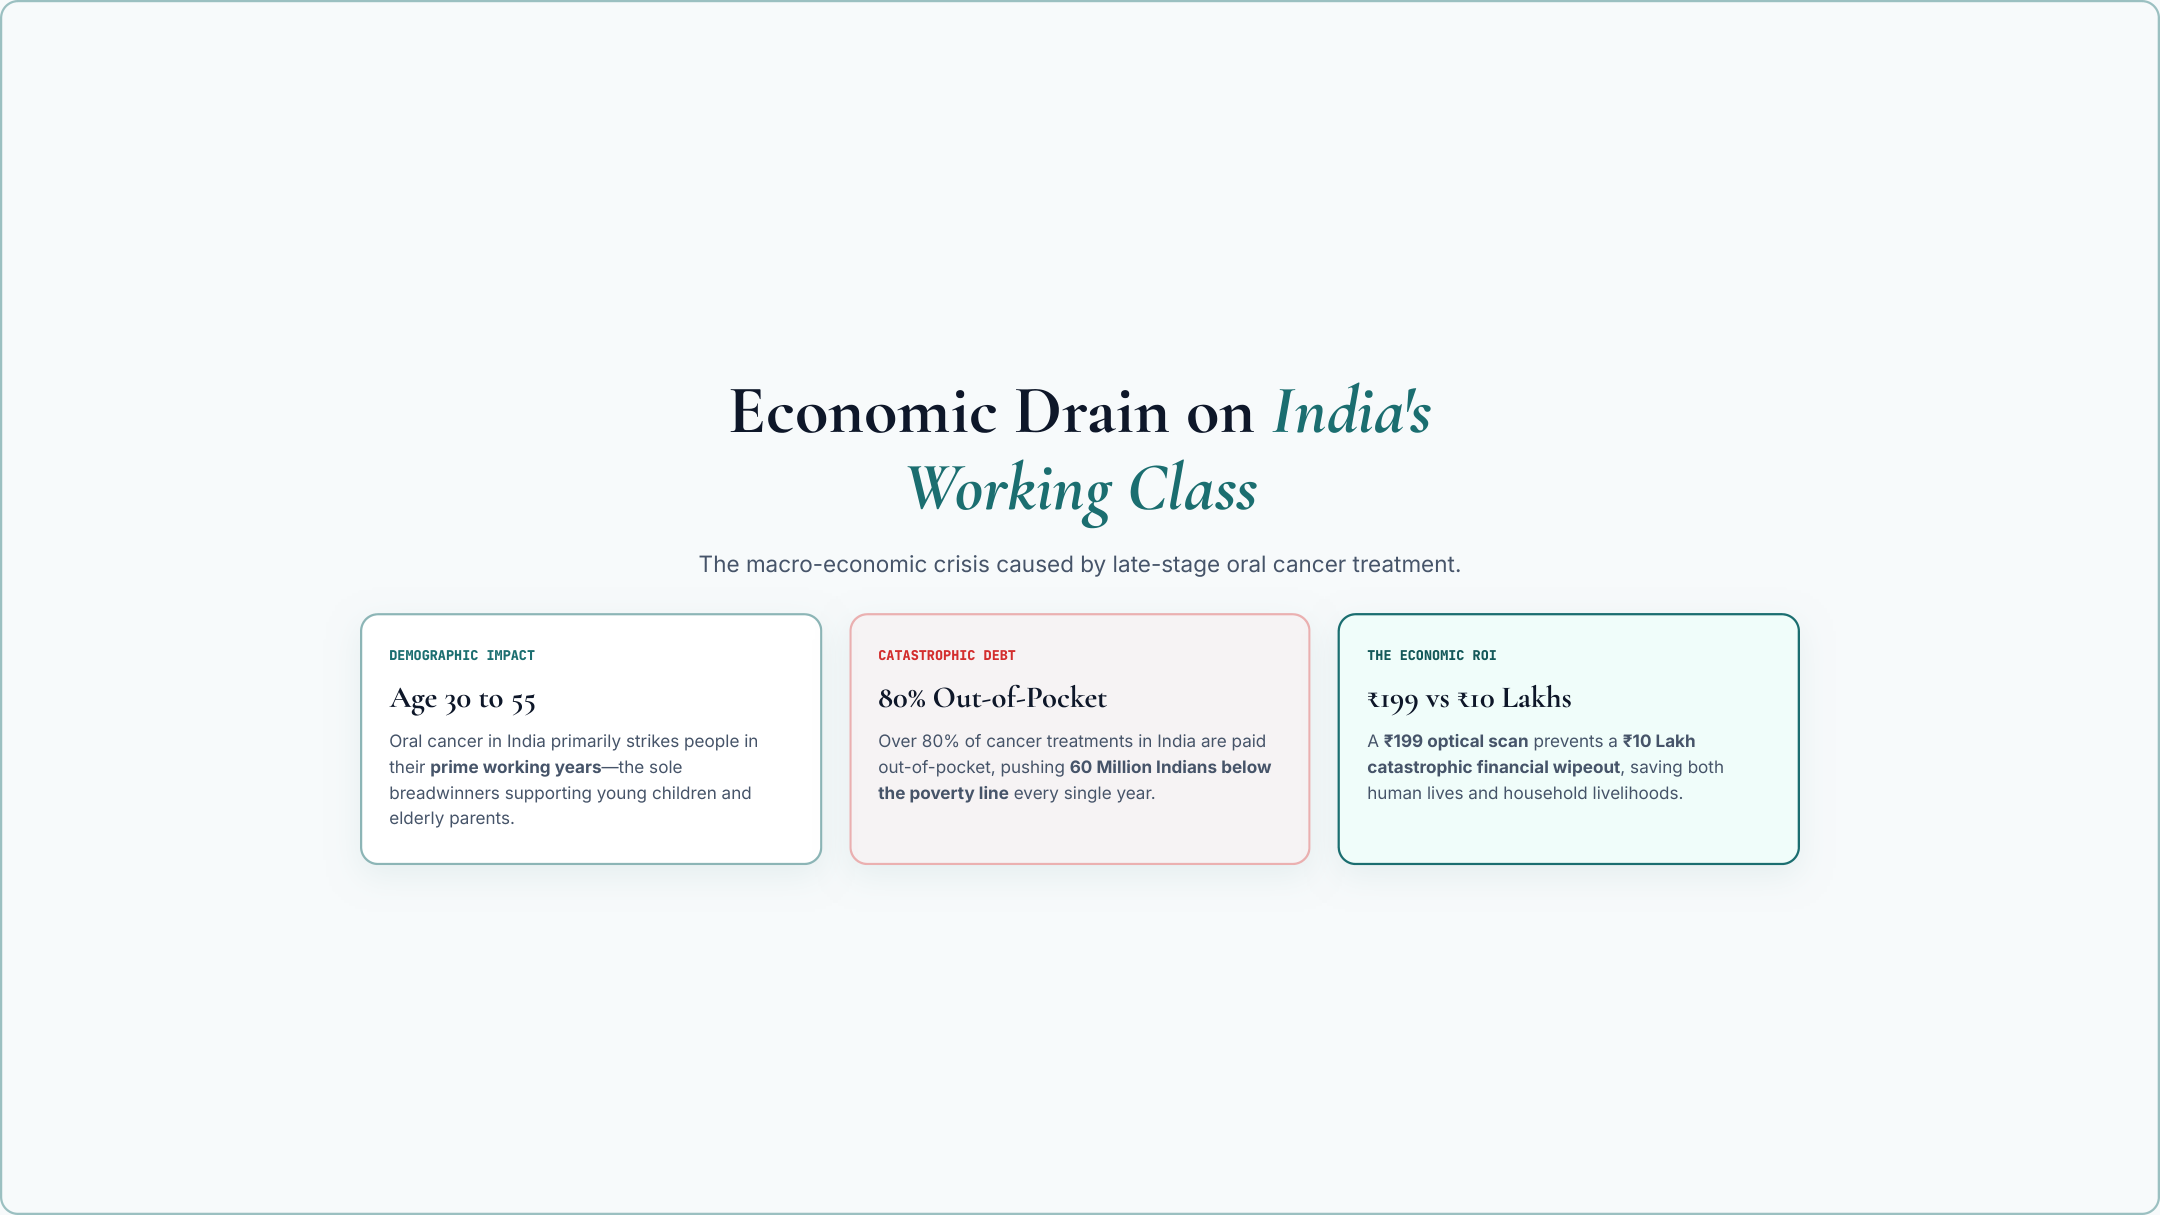 Economic Drain on India's
Working Class
The macro-economic crisis caused by late-stage oral cancer treatment.
DEMOGRAPHIC IMPACT
Age 30 to 55
Oral cancer in India primarily strikes people in
their prime working years—the sole
breadwinners supporting young children and
elderly parents.
CATASTROPHIC DEBT
80% Out-of-Pocket
Over 80% of cancer treatments in India are paid
out-of-pocket, pushing 60 Million Indians below
the poverty line every single year.
THE ECONOMIC ROI
₹199 vs ₹10 Lakhs
A ₹199 optical scan prevents a ₹10 Lakh
catastrophic financial wipeout, saving both
human lives and household livelihoods.